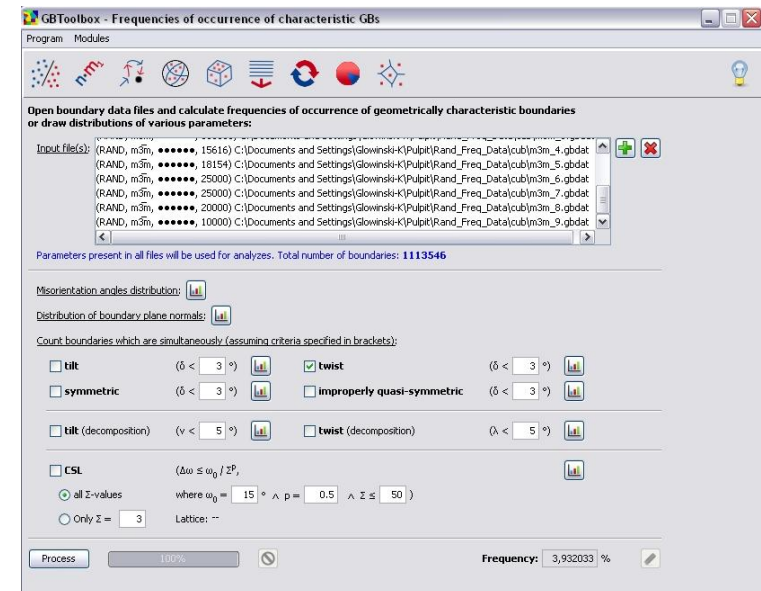 GBToolbox - Frequencies of occurrence of characteristic GBs
Program Modules
Open boundary data files and calculate frequencies of occurrence of geometrically characteristic boundaries
or draw distributions of various parameters:
Input file(s):
(RAND, m3̅m, ●●●●●●, 15616) C:\Documents and Settings\Glowinski-K\Pulpit\Rand_Freq_Data\cub\m3m_4.gbdat
(RAND, m3̅m, ●●●●●●, 18154) C:\Documents and Settings\Glowinski-K\Pulpit\Rand_Freq_Data\cub\m3m_5.gbdat
(RAND, m3̅m, ●●●●●●, 25000) C:\Documents and Settings\Glowinski-K\Pulpit\Rand_Freq_Data\cub\m3m_6.gbdat
(RAND, m3̅m, ●●●●●●, 25000) C:\Documents and Settings\Glowinski-K\Pulpit\Rand_Freq_Data\cub\m3m_7.gbdat
(RAND, m3̅m, ●●●●●●, 20000) C:\Documents and Settings\Glowinski-K\Pulpit\Rand_Freq_Data\cub\m3m_8.gbdat
(RAND, m3̅m, ●●●●●●, 10000) C:\Documents and Settings\Glowinski-K\Pulpit\Rand_Freq_Data\cub\m3m_9.gbdat
Parameters present in all files will be used for analyzes. Total number of boundaries: 1113546
Misorientation angles distribution:
Distribution of boundary plane normals:
Count boundaries which are simultaneously (assuming criteria specified in brackets):
tilt (δ < 3 °) twist (δ < 3 °)
symmetric (δ < 3 °) improperly quasi-symmetric (δ < 3 °)
tilt (decomposition) (ν < 5 °) twist (decomposition) (λ < 5 °)
CSL (Δω ≤ ω₀ / Σᵖ,
all Σ-values where ω₀ = 15 ° ∧ p = 0.5 ∧ Σ ≤ 50 )
Only Σ = 3 Lattice: --
Process 100% Frequency: 3,932033 %